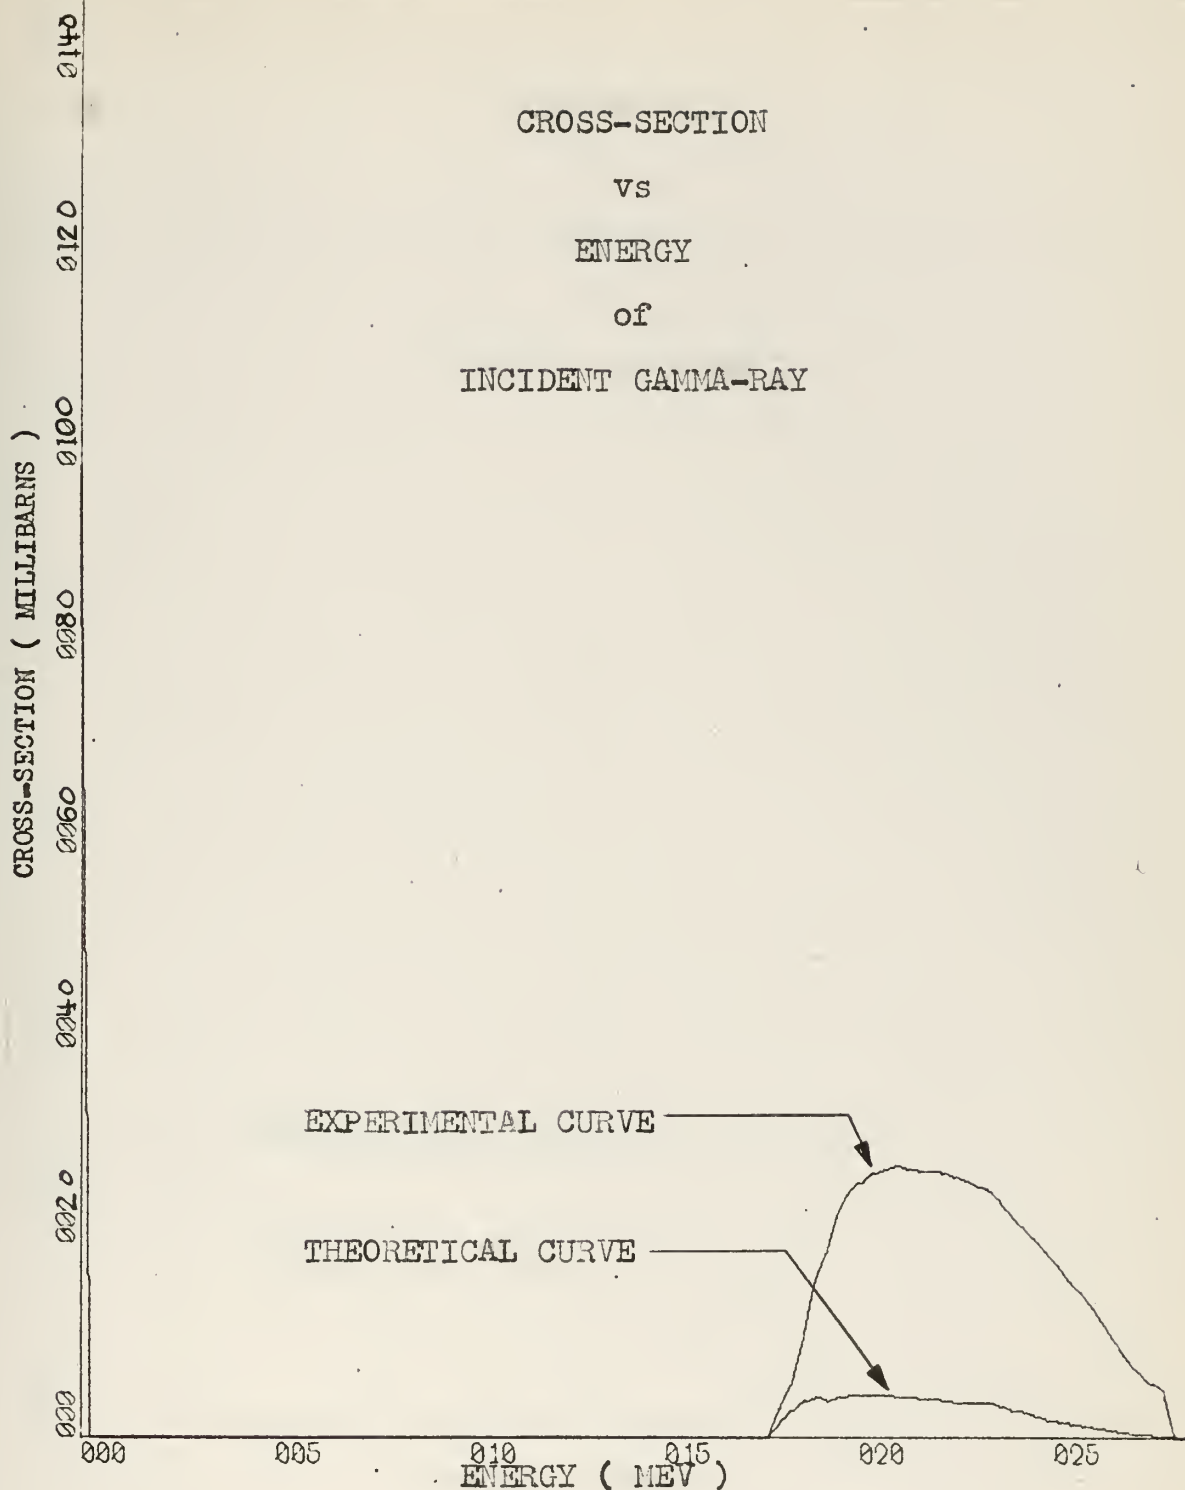 CROSS-SECTION
vs
ENERGY
of
INCIDENT GAMMA-RAY
CROSS-SECTION ( MILLIBARNS )
0140
0120
0100
0080
0060
0040
0020
000
EXPERIMENTAL CURVE
THEORETICAL CURVE
000 005 010 015 020 025
ENERGY ( MEV )